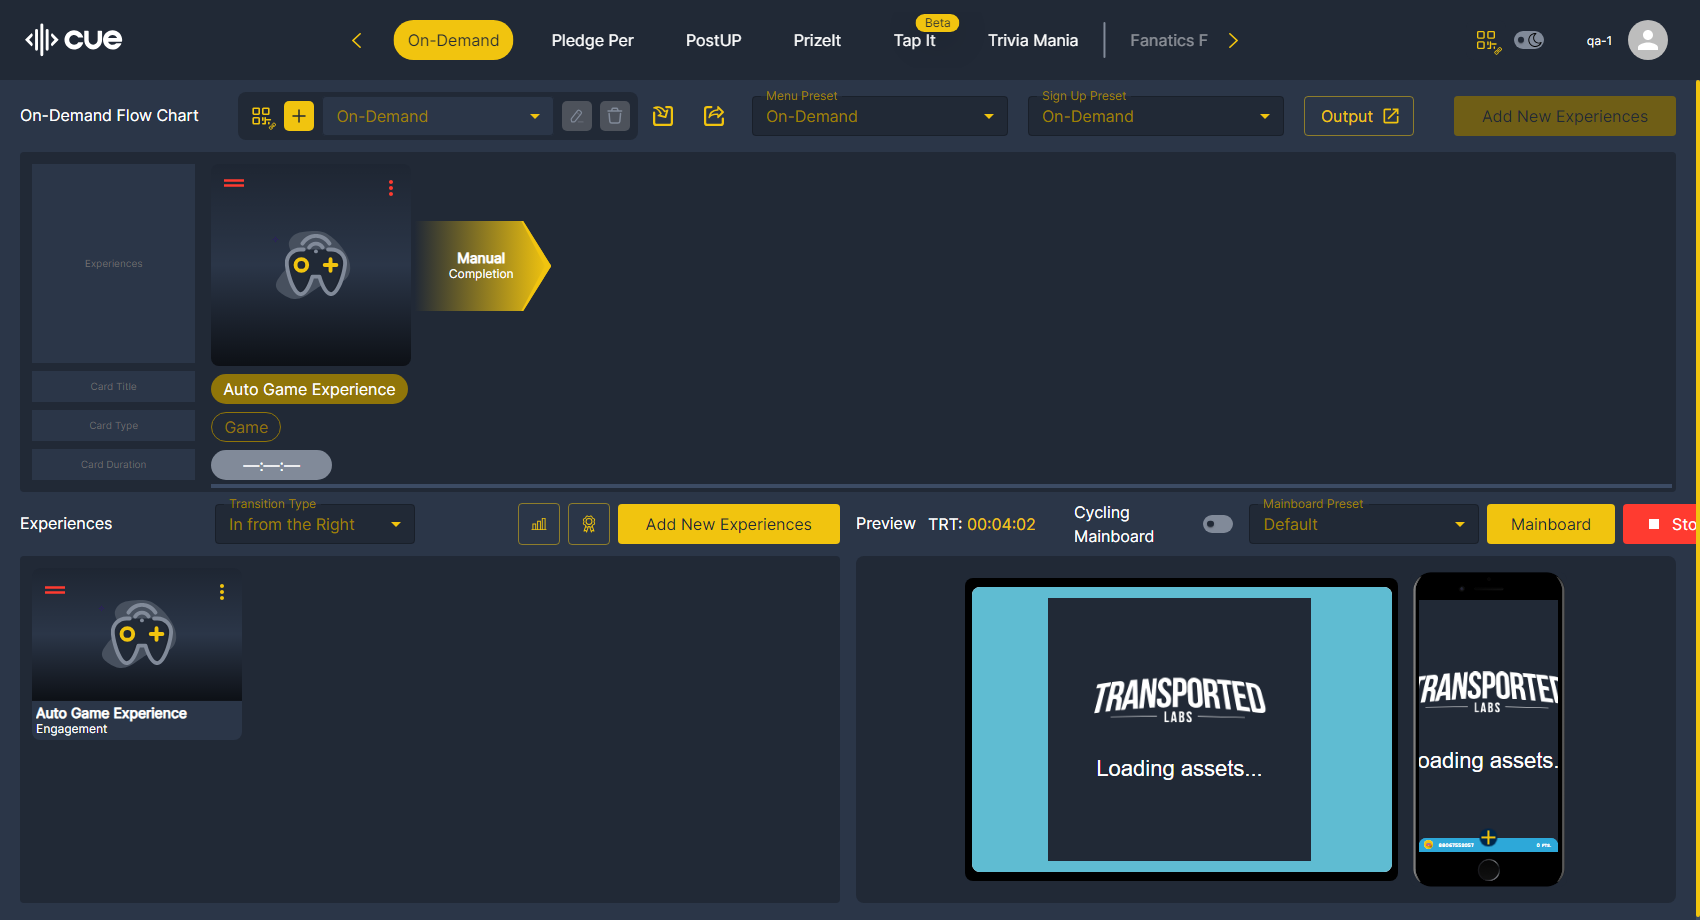 cue
On-Demand
Pledge Per
PostUP
PrizeIt
Beta
Tap It
Trivia Mania
Fanatics F
qa-1
On-Demand Flow Chart
On-Demand
Menu Preset
On-Demand
Sign Up Preset
On-Demand
Output
Add New Experiences
Experiences
Manual
Completion
Card Title
Auto Game Experience
Card Type
Game
Card Duration
—:—:—
Experiences
Transition Type
In from the Right
Add New Experiences
Preview
TRT: 00:04:02
Cycling
Mainboard
Mainboard Preset
Default
Mainboard
Sto
Auto Game Experience
Engagement
TRANSPORTED
LABS
Loading assets...
TRANSPORTED
LABS
oading assets.
0 PTS.